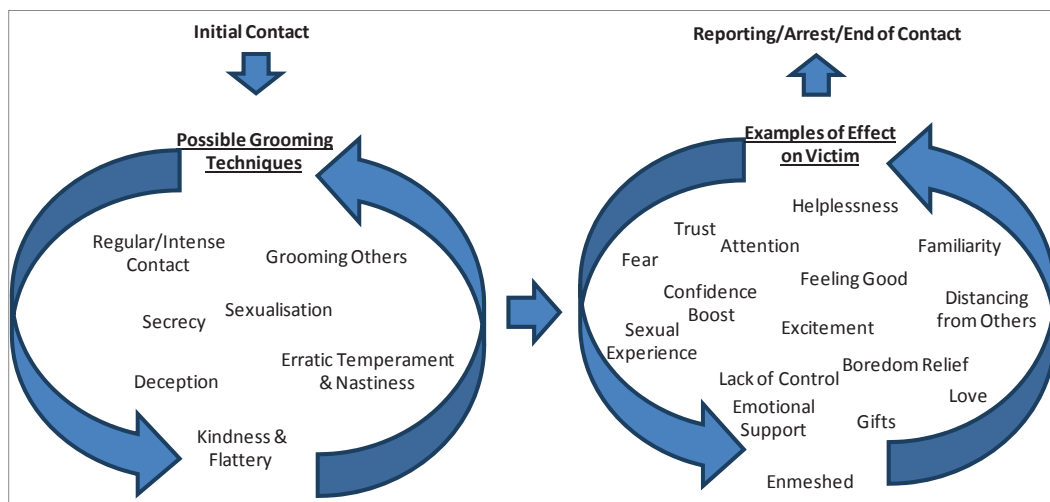 Initial Contact
Reporting/Arrest/End of Contact
Possible Grooming
Techniques
Regular/Intense
Contact
Grooming Others
Sexualisation
Secrecy
Erratic Temperament
& Nastiness
Deception
Kindness &
Flattery
Examples of Effect
on Victim
Helplessness
Trust
Attention
Familiarity
Fear
Feeling Good
Confidence
Boost
Distancing
from Others
Sexual
Experience
Excitement
Boredom Relief
Lack of Control
Love
Emotional
Support
Gifts
Enmeshed